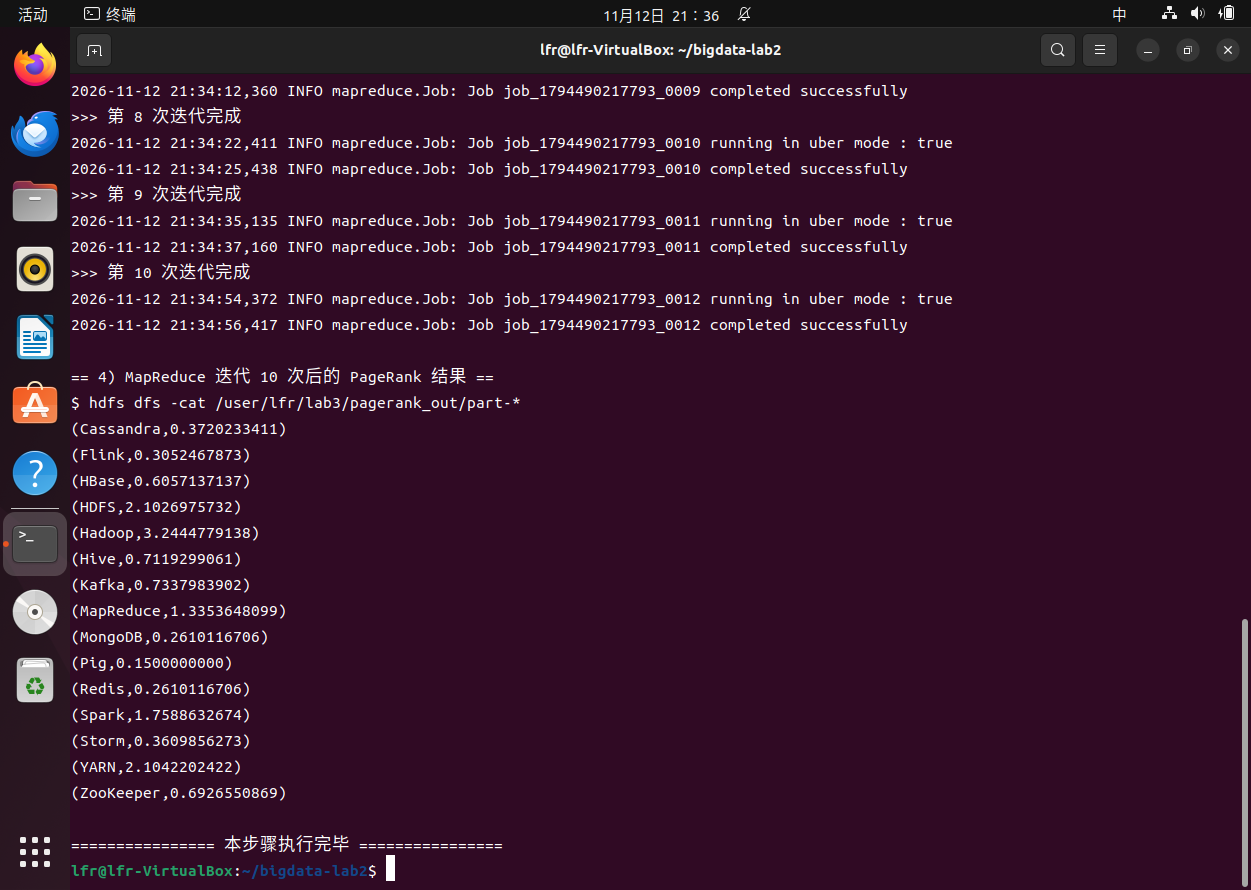 活动 终端 11月12日 21：36 中
lfr@lfr-VirtualBox: ~/bigdata-lab2
2026-11-12 21:34:12,360 INFO mapreduce.Job: Job job_1794490217793_0009 completed successfully
>>> 第 8 次迭代完成
2026-11-12 21:34:22,411 INFO mapreduce.Job: Job job_1794490217793_0010 running in uber mode : true
2026-11-12 21:34:25,438 INFO mapreduce.Job: Job job_1794490217793_0010 completed successfully
>>> 第 9 次迭代完成
2026-11-12 21:34:35,135 INFO mapreduce.Job: Job job_1794490217793_0011 running in uber mode : true
2026-11-12 21:34:37,160 INFO mapreduce.Job: Job job_1794490217793_0011 completed successfully
>>> 第 10 次迭代完成
2026-11-12 21:34:54,372 INFO mapreduce.Job: Job job_1794490217793_0012 running in uber mode : true
2026-11-12 21:34:56,417 INFO mapreduce.Job: Job job_1794490217793_0012 completed successfully
== 4) MapReduce 迭代 10 次后的 PageRank 结果 ==
$ hdfs dfs -cat /user/lfr/lab3/pagerank_out/part-*
(Cassandra,0.3720233411)
(Flink,0.3052467873)
(HBase,0.6057137137)
(HDFS,2.1026975732)
(Hadoop,3.2444779138)
(Hive,0.7119299061)
(Kafka,0.7337983902)
(MapReduce,1.3353648099)
(MongoDB,0.2610116706)
(Pig,0.1500000000)
(Redis,0.2610116706)
(Spark,1.7588632674)
(Storm,0.3609856273)
(YARN,2.1042202422)
(ZooKeeper,0.6926550869)
================ 本步骤执行完毕 ================
lfr@lfr-VirtualBox:~/bigdata-lab2$